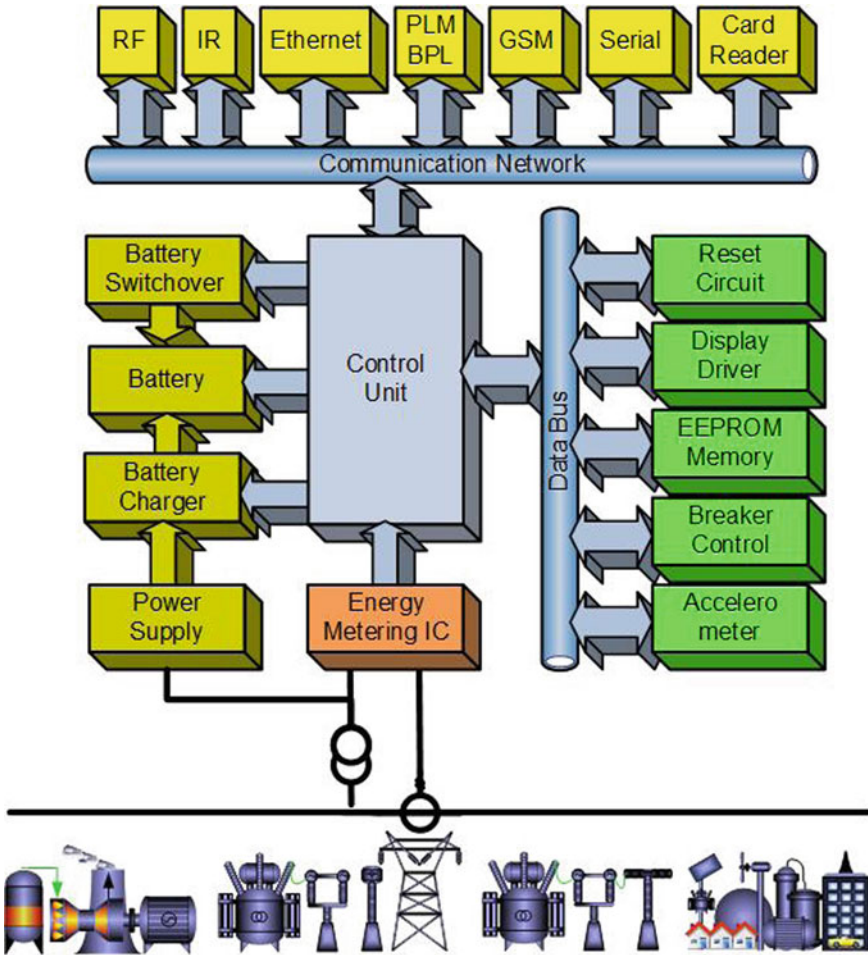 RF
IR
Ethernet
PLM
BPL
GSM
Serial
Card
Reader
Communication Network
Battery
Switchover
Battery
Battery
Charger
Power
Supply
Control
Unit
Energy
Metering IC
Data Bus
Reset
Circuit
Display
Driver
EEPROM
Memory
Breaker
Control
Accelero
meter